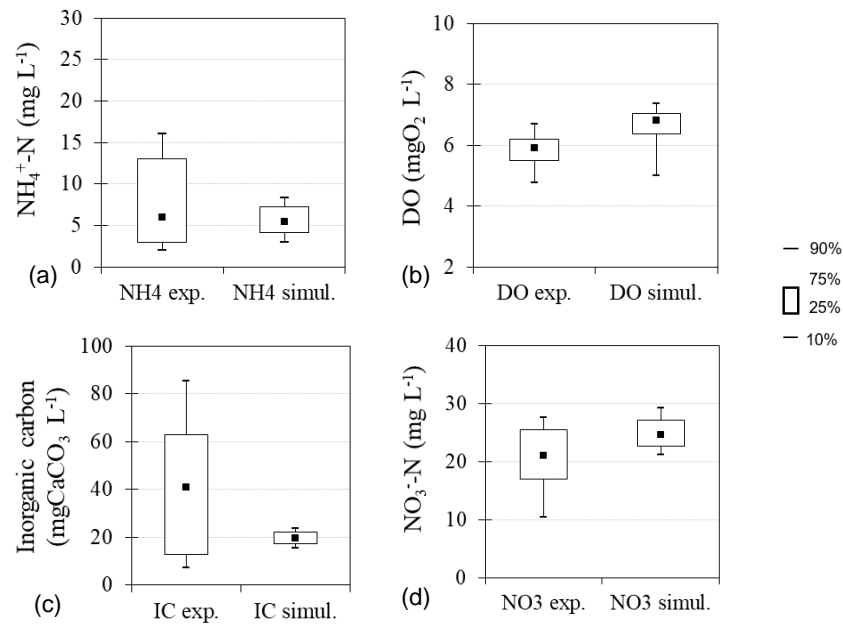 30
25
20
15
10
5
0
NH₄⁺-N (mg L⁻¹)
(a)
NH4 exp.
NH4 simul.
10
8
6
4
2
DO (mgO₂ L⁻¹)
(b)
DO exp.
DO simul.
90%
75%
25%
10%
100
80
60
40
20
0
Inorganic carbon
(mgCaCO₃ L⁻¹)
(c)
IC exp.
IC simul.
40
30
20
10
0
NO₃⁻-N (mg L⁻¹)
(d)
NO3 exp.
NO3 simul.